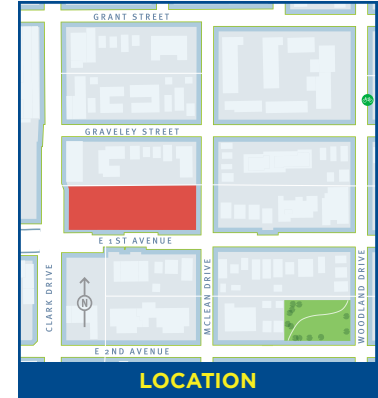 GRANT STREET
GRAVELEY STREET
E 1ST AVENUE
CLARK DRIVE
N
MCLEAN DRIVE
WOODLAND DRIVE
E 2ND AVENUE
LOCATION